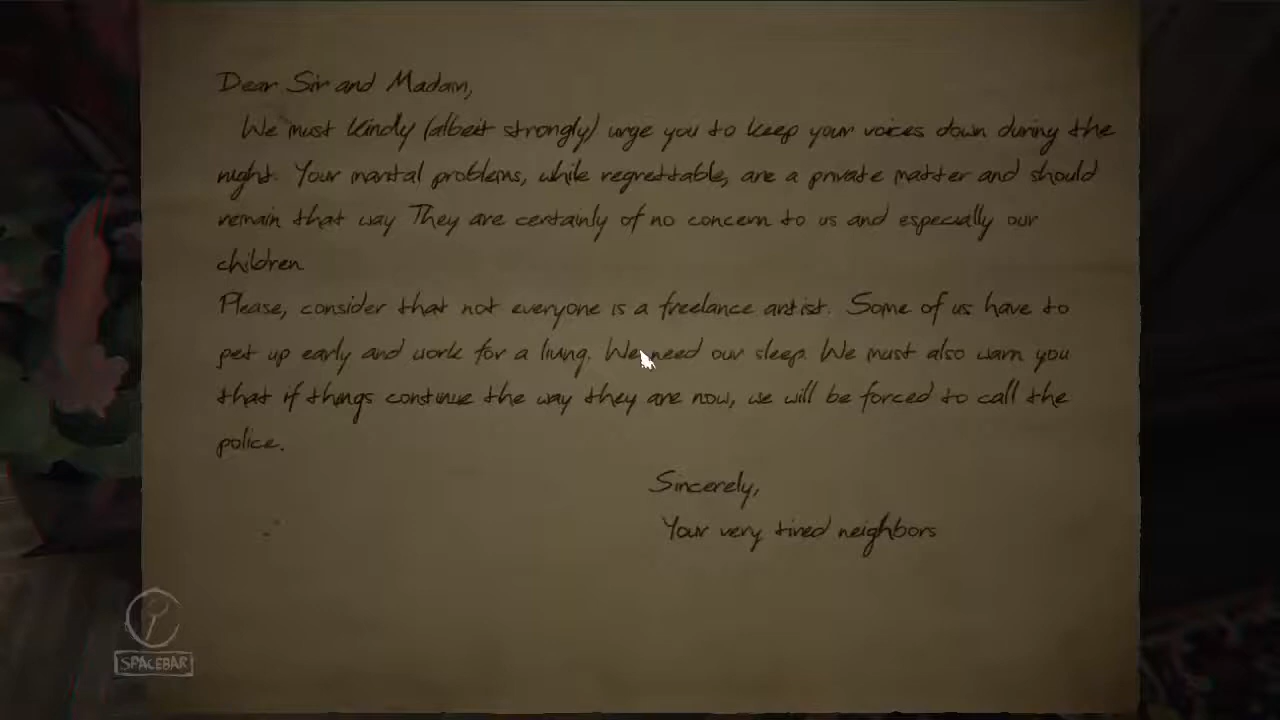 Dear Sir and Madam,
We must kindly (albeit strongly) urge you to keep your voices down during the
night. Your marital problems, while regrettable, are a private matter and should
remain that way They are certainly of no concern to us and especially our
children
Please, consider that not everyone is a freelance artist. Some of us have to
get up early and work for a living. We need our sleep. We must also warn you
that if things continue the way they are now, we will be forced to call the
police.
Sincerely,
Your very tired neighbors
SPACEBAR